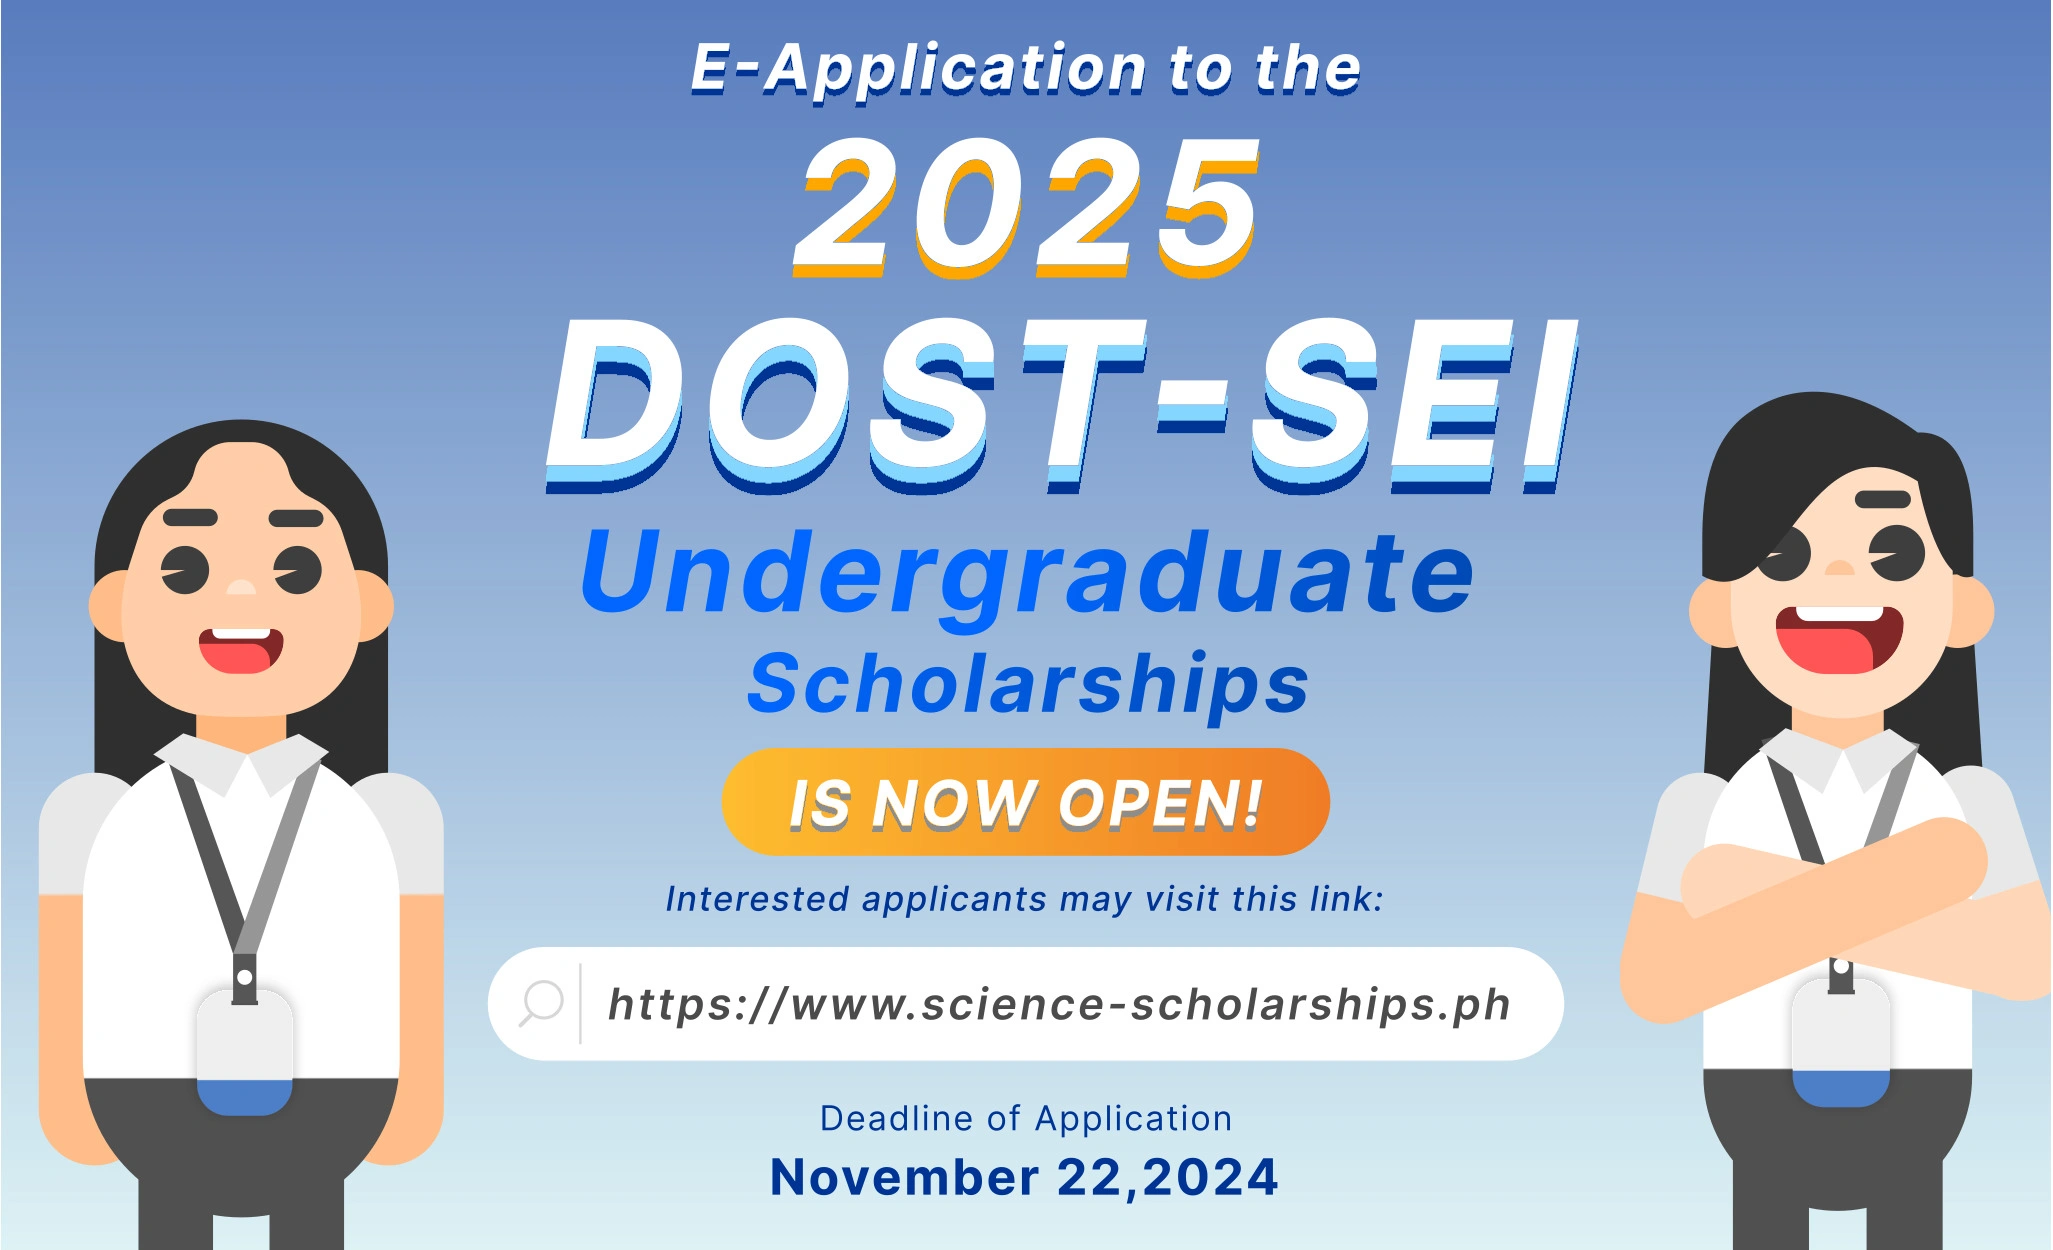 E-Application to the
2025
DOST-SEI
Undergraduate
Scholarships
IS NOW OPEN!
Interested applicants may visit this link:
https://www.science-scholarships.ph
Deadline of Application
November 22,2024